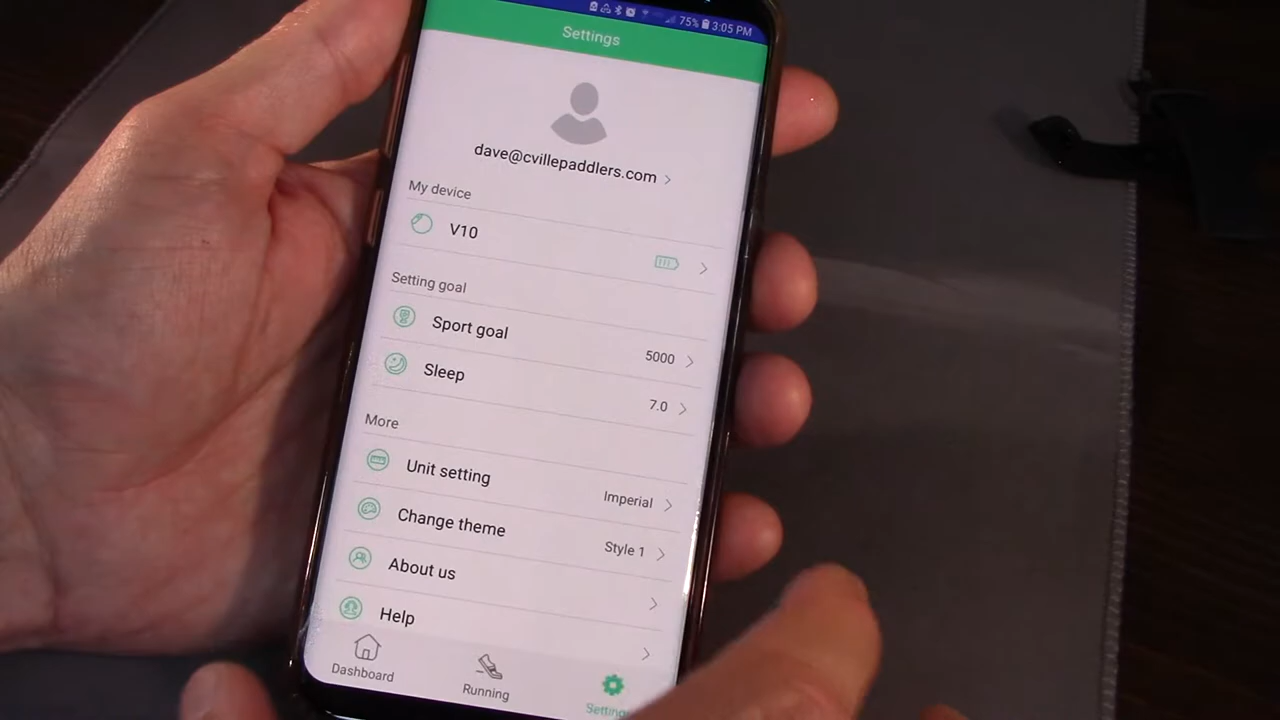 75% 3:05 PM
Settings
dave@cvillepaddlers.com
My device
V10
Setting goal
Sport goal 5000
Sleep 7.0
More
Unit setting Imperial
Change theme Style 1
About us
Help
Dashboard Running Settings